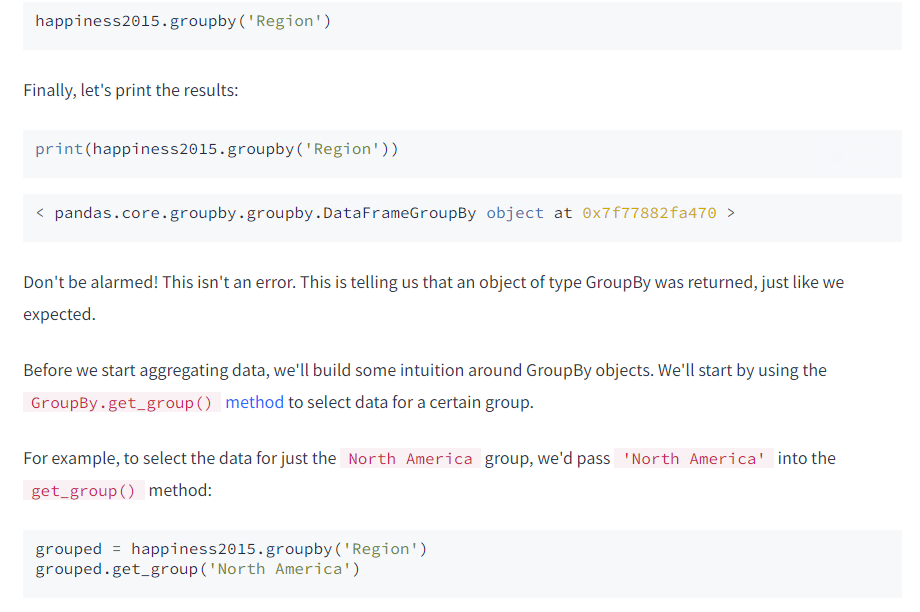 happiness2015.groupby('Region')
Finally, let's print the results:
print(happiness2015.groupby('Region'))
< pandas.core.groupby.groupby.DataFrameGroupBy object at 0x7f77882fa470 >
Don't be alarmed! This isn't an error. This is telling us that an object of type GroupBy was returned, just like we
expected.
Before we start aggregating data, we'll build some intuition around GroupBy objects. We'll start by using the
GroupBy.get_group() method to select data for a certain group.
For example, to select the data for just the North America group, we'd pass 'North America' into the
get_group() method:
grouped = happiness2015.groupby('Region')
grouped.get_group('North America')